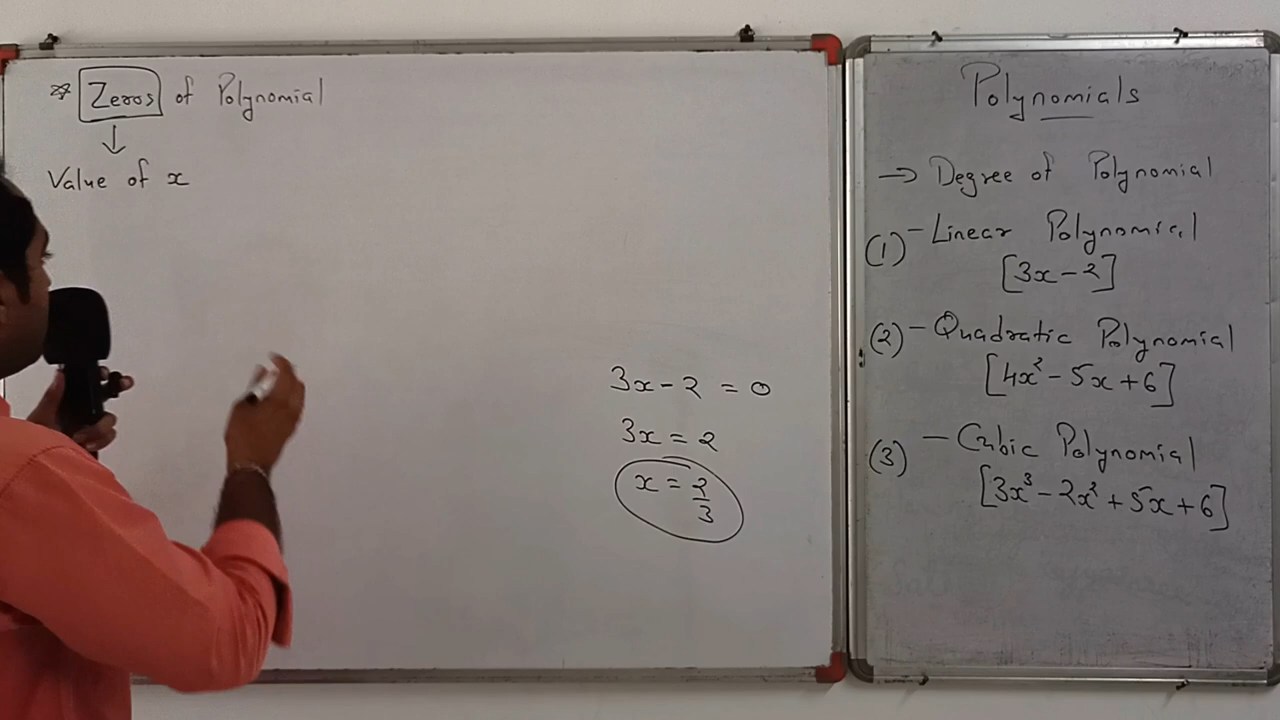 ☆ Zeros of Polynomial
↓
Value of x
3x - 2 = 0
3x = 2
x = 2/3
Polynomials
→ Degree of Polynomial
(1) - Linear Polynomial
[3x - 2]
(2) - Quadratic Polynomial
[4x² - 5x + 6]
(3) - Cubic Polynomial
[3x³ - 2x² + 5x + 6]